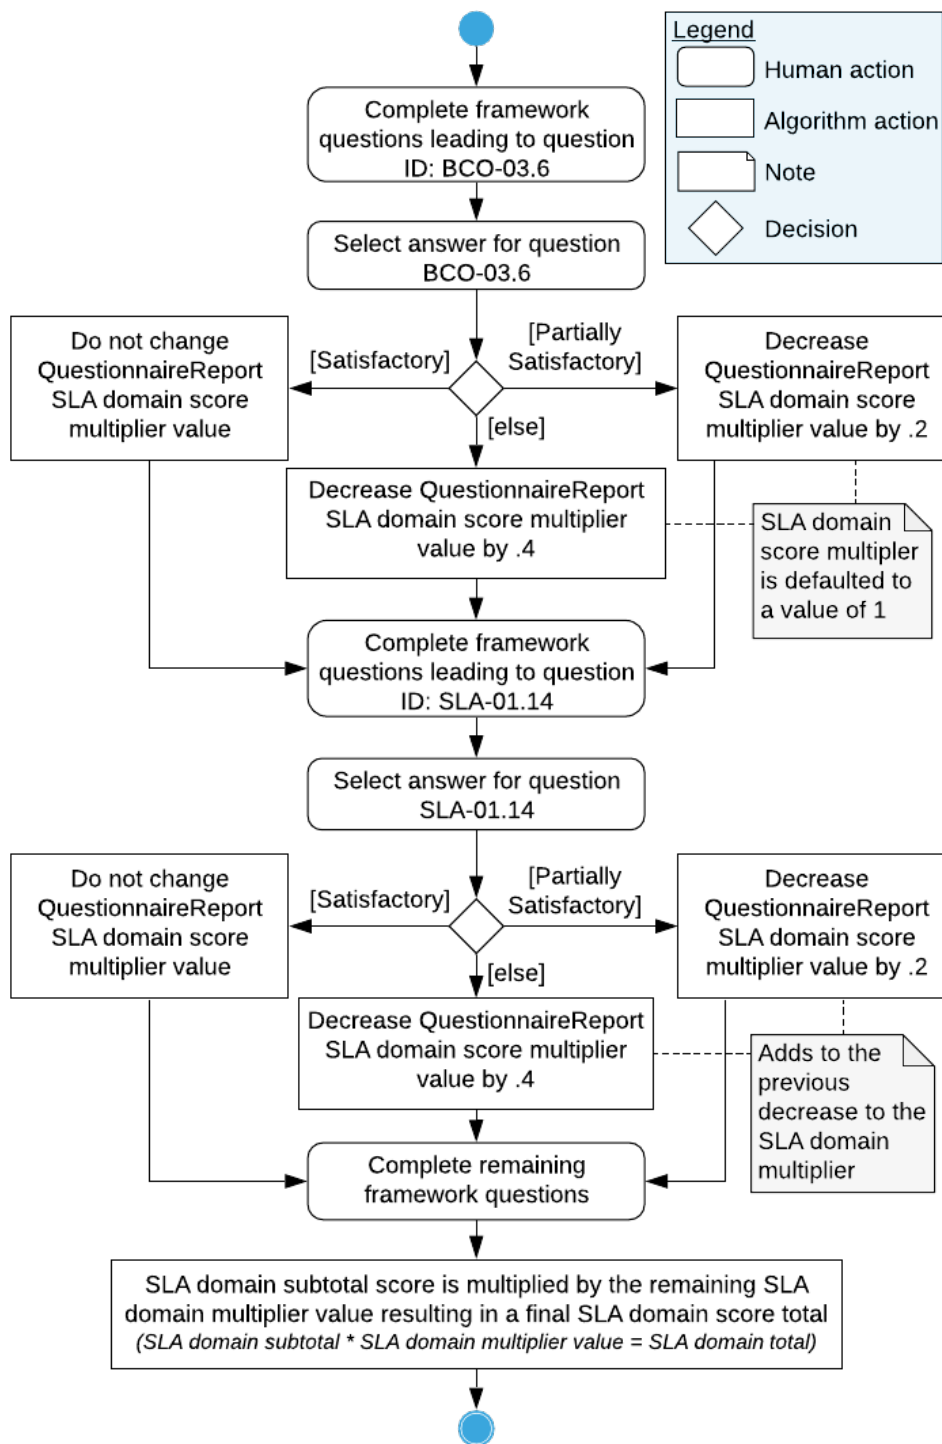 Legend
Human action
Algorithm action
Note
Decision
Complete framework
questions leading to question
ID: BCO-03.6
Select answer for question
BCO-03.6
Do not change
QuestionnaireReport
SLA domain score
multiplier value
[Satisfactory]
[Partially
Satisfactory]
[else]
Decrease
QuestionnaireReport
SLA domain score
multiplier value by .2
Decrease QuestionnaireReport
SLA domain score multiplier
value by .4
SLA domain
score multipler
is defaulted to
a value of 1
Complete framework
questions leading to question
ID: SLA-01.14
Select answer for question
SLA-01.14
Do not change
QuestionnaireReport
SLA domain score
multiplier value
[Satisfactory]
[Partially
Satisfactory]
[else]
Decrease
QuestionnaireReport
SLA domain score
multiplier value by .2
Decrease QuestionnaireReport
SLA domain score multiplier
value by .4
Adds to the
previous
decrease to the
SLA domain
multiplier
Complete remaining
framework questions
SLA domain subtotal score is multiplied by the remaining SLA
domain multiplier value resulting in a final SLA domain score total
(SLA domain subtotal * SLA domain multiplier value = SLA domain total)